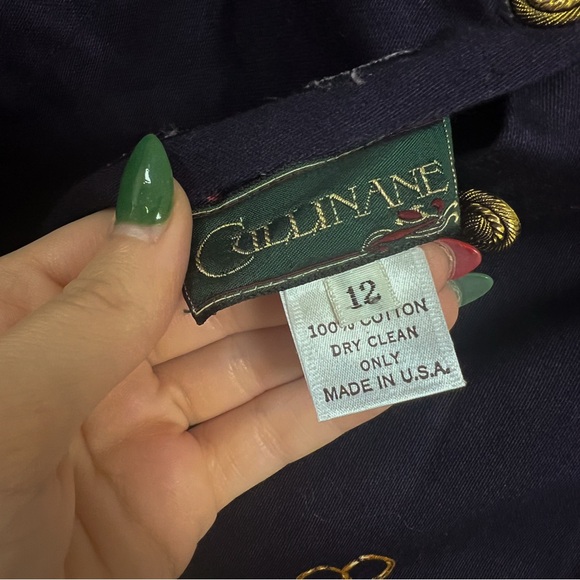 CULLINANE
12
100% COTTON
DRY CLEAN
ONLY
MADE IN U.S.A.